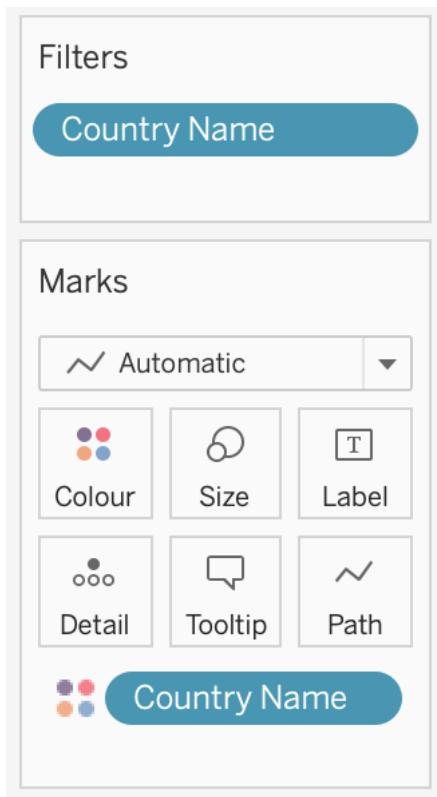 Filters
Country Name
Marks
Automatic
Colour Size Label
Detail Tooltip Path
Country Name